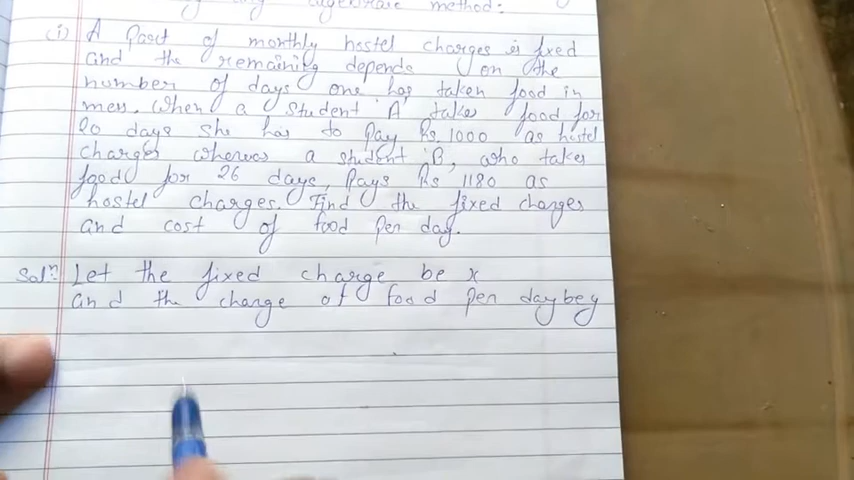 any algebraic method:
(i) A part of monthly hostel charges is fixed
and the remaining depends on the
number of days one has taken food in
mess. When a student 'A' takes food for
20 days she has to pay Rs 1000 as hostel
charges whereas a student 'B', who takes
food for 26 days, Pays Rs 1180 as
hostel charges. Find the fixed charges
and cost of food per day.
Solⁿ: Let the fixed charge be x
and the charge of food per day be y